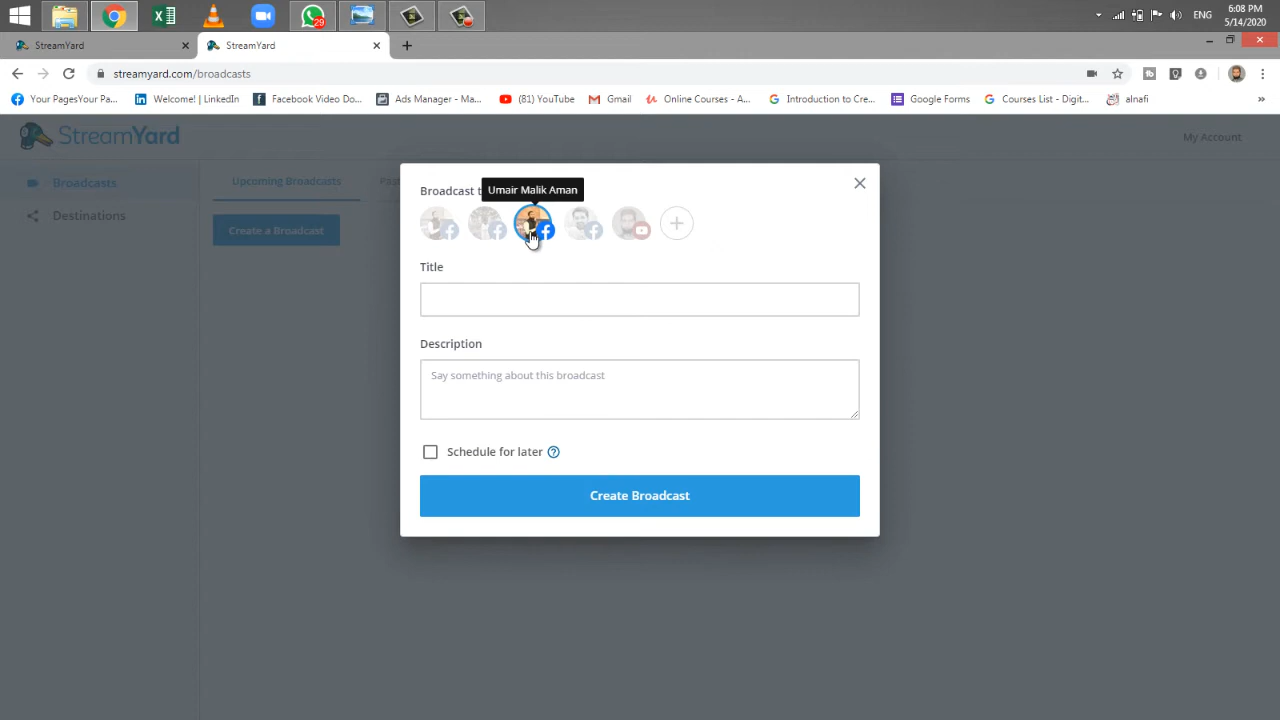 29
ENG
6:08 PM
5/14/2020
StreamYard
StreamYard
streamyard.com/broadcasts
Your PagesYour Pa...
Welcome! | LinkedIn
Facebook Video Do...
Ads Manager - Ma...
(81) YouTube
Gmail
Online Courses - A...
Introduction to Cre...
Google Forms
Courses List - Digit...
alnafi
StreamYard
My Account
Broadcasts
Destinations
Upcoming Broadcasts
Create a Broadcast
Broadcast t
Umair Malik Aman
Title
Description
Say something about this broadcast
Schedule for later
Create Broadcast